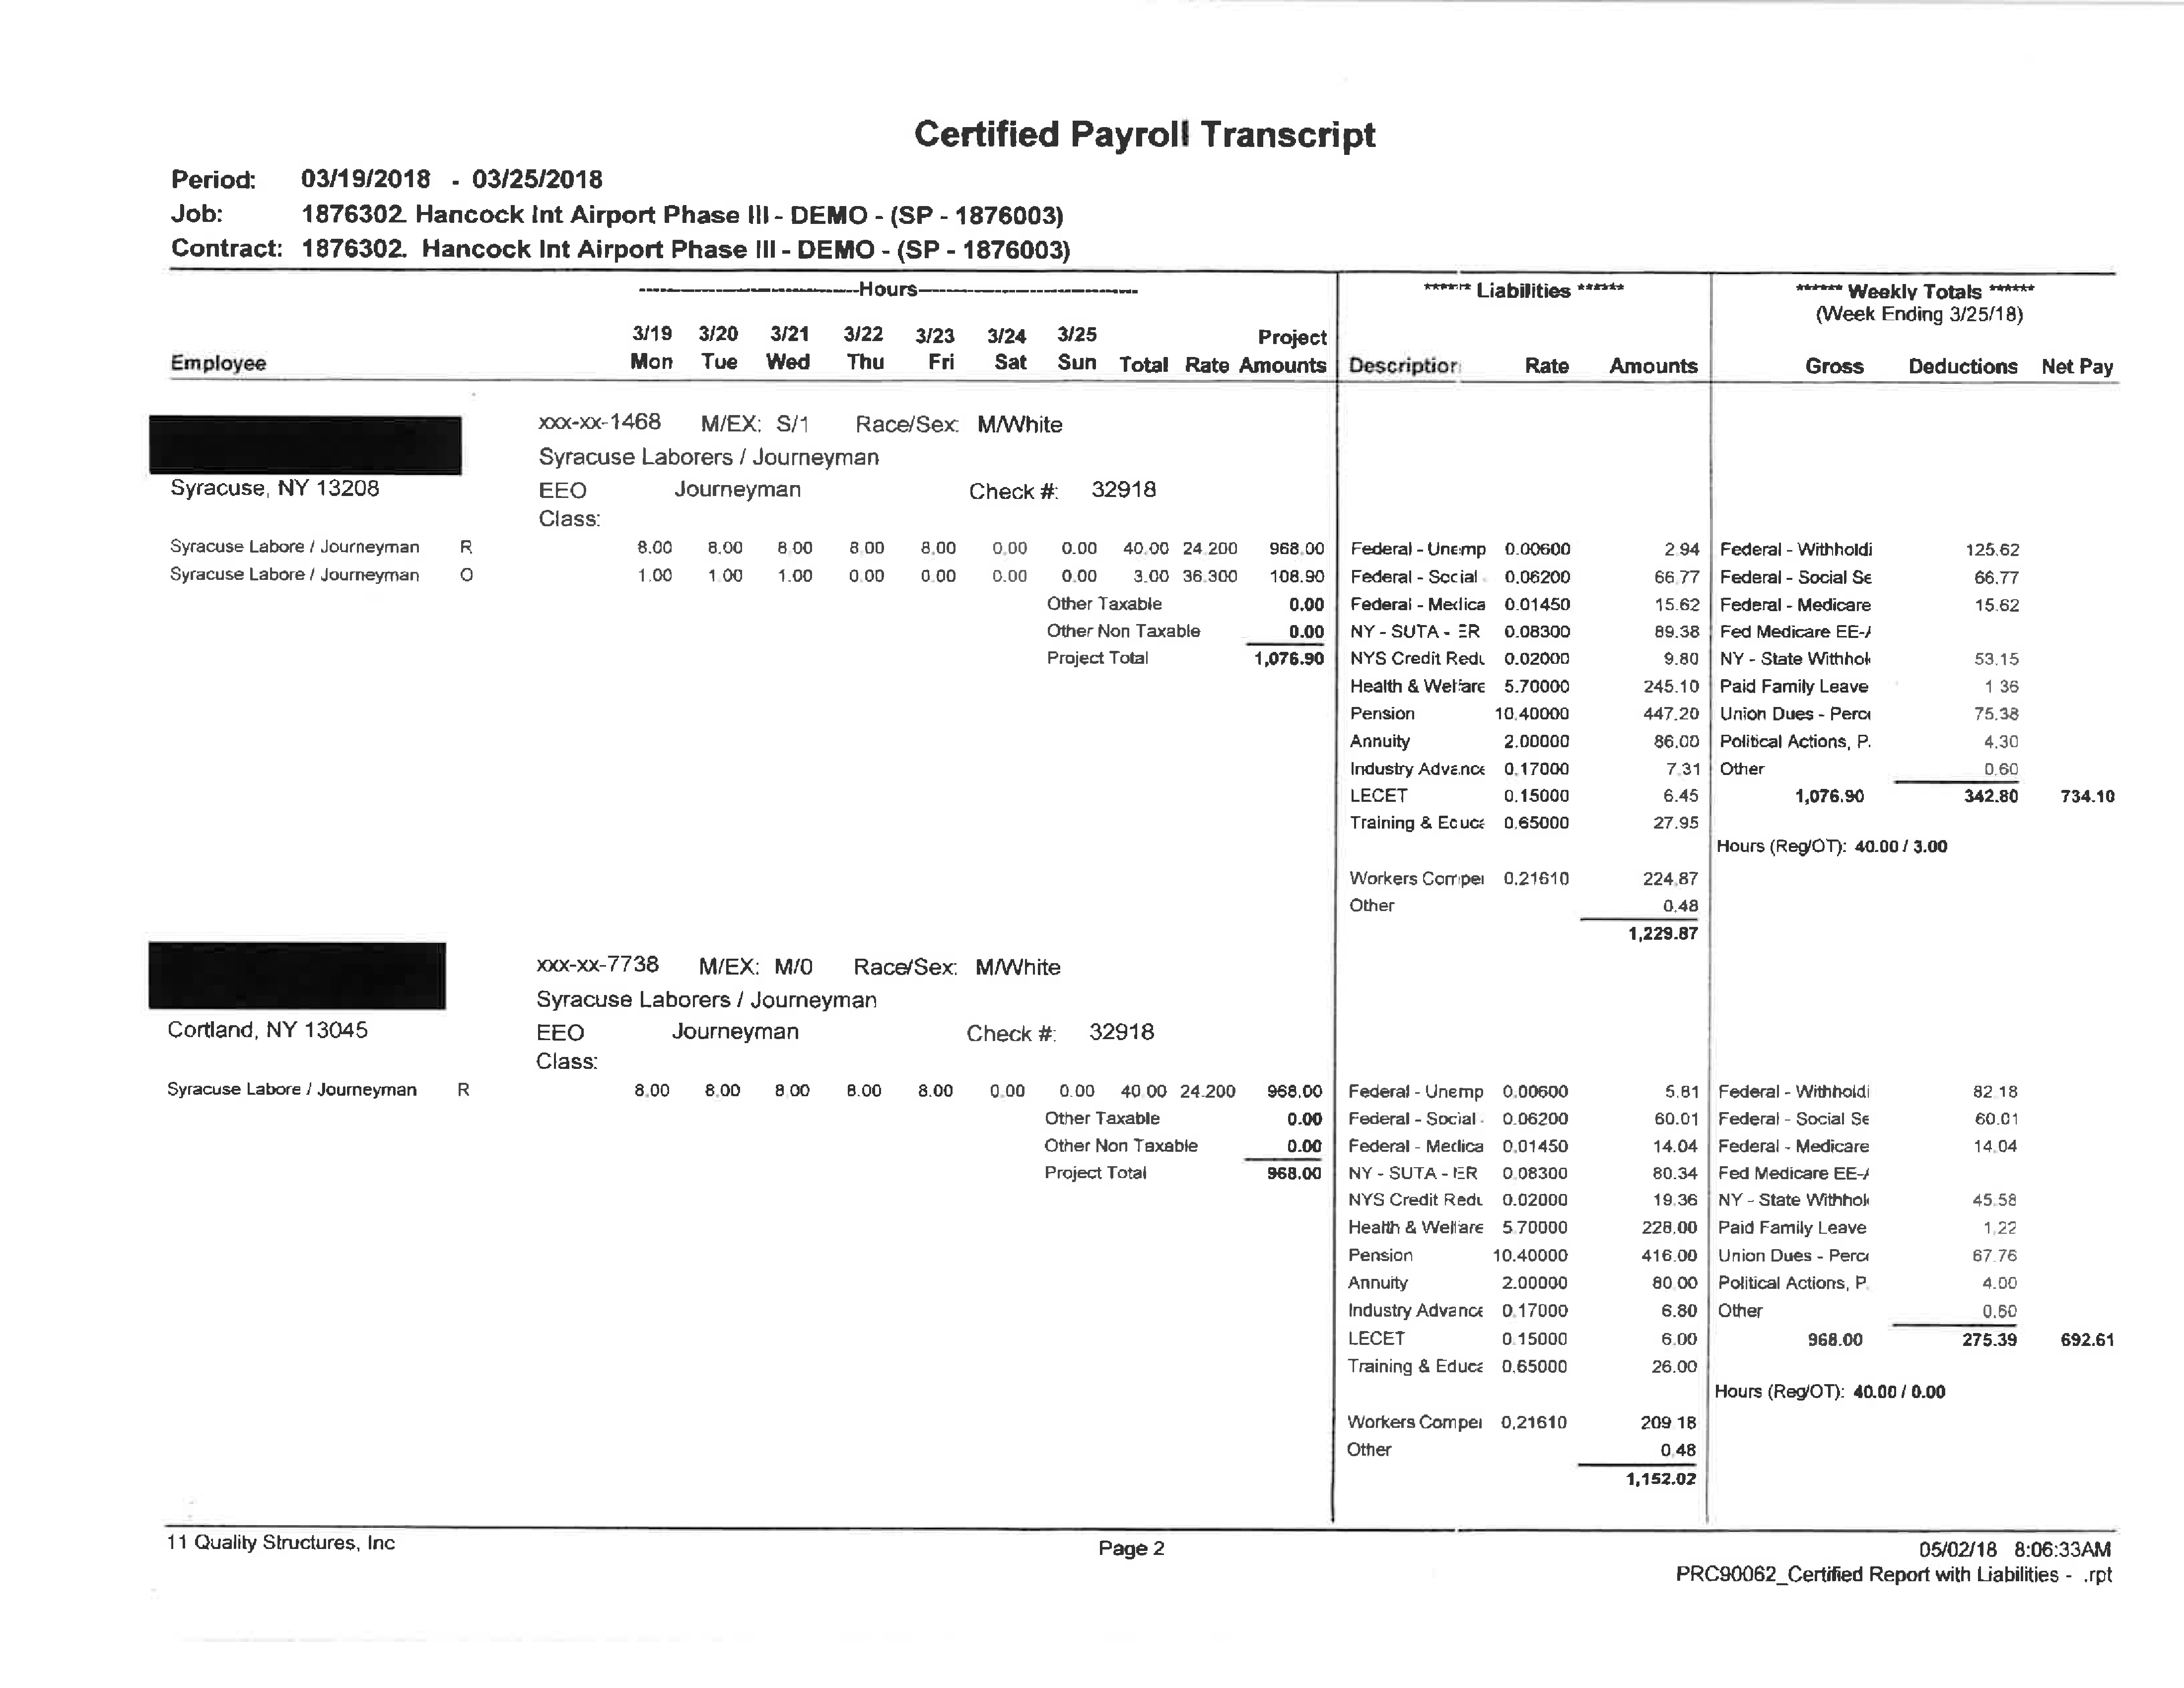 Certified Payroll Transcript
Period: 03/19/2018 - 03/25/2018
Job: 1876302. Hancock Int Airport Phase III - DEMO - (SP - 1876003)
Contract: 1876302. Hancock Int Airport Phase III - DEMO - (SP - 1876003)
Hours ****** Liabilities ****** ****** Weekly Totals ******
(Week Ending 3/25/18)
3/19 3/20 3/21 3/22 3/23 3/24 3/25 Project
Employee Mon Tue Wed Thu Fri Sat Sun Total Rate Amounts Description Rate Amounts Gross Deductions Net Pay
xxx-xx-1468 M/EX: S/1 Race/Sex: M/White
Syracuse Laborers / Journeyman
Syracuse, NY 13208 EEO Journeyman Check #: 32918
Class:
Syracuse Labore / Journeyman R 8.00 8.00 8.00 8.00 8.00 0.00 0.00 40.00 24.200 968.00 Federal - Unemp 0.00600 2.94 Federal - Withholdi 125.62
Syracuse Labore / Journeyman O 1.00 1.00 1.00 0.00 0.00 0.00 0.00 3.00 36.300 108.90 Federal - Social 0.06200 66.77 Federal - Social Se 66.77
Other Taxable 0.00 Federal - Medica 0.01450 15.62 Federal - Medicare 15.62
Other Non Taxable 0.00 NY - SUTA - ER 0.08300 89.38 Fed Medicare EE-A
Project Total 1,076.90 NYS Credit Redu 0.02000 9.80 NY - State Withhol 53.15
Health & Welfare 5.70000 245.10 Paid Family Leave 1.36
Pension 10.40000 447.20 Union Dues - Perce 75.38
Annuity 2.00000 86.00 Political Actions, P. 4.30
Industry Advance 0.17000 7.31 Other 0.60
LECET 0.15000 6.45 1,076.90 342.80 734.10
Training & Educa 0.65000 27.95
Hours (Reg/OT): 40.00 / 3.00
Workers Compe 0.21610 224.87
Other 0.48
1,229.87
xxx-xx-7738 M/EX: M/0 Race/Sex: M/White
Syracuse Laborers / Journeyman
Cortland, NY 13045 EEO Journeyman Check #: 32918
Class:
Syracuse Labore / Journeyman R 8.00 8.00 8.00 8.00 8.00 0.00 0.00 40.00 24.200 968.00 Federal - Unemp 0.00600 5.81 Federal - Withholdi 82.18
Other Taxable 0.00 Federal - Social 0.06200 60.01 Federal - Social Se 60.01
Other Non Taxable 0.00 Federal - Medica 0.01450 14.04 Federal - Medicare 14.04
Project Total 968.00 NY - SUTA - ER 0.08300 80.34 Fed Medicare EE-A
NYS Credit Redu 0.02000 19.36 NY - State Withhol 45.58
Health & Welfare 5.70000 228.00 Paid Family Leave 1.22
Pension 10.40000 416.00 Union Dues - Perce 67.76
Annuity 2.00000 80.00 Political Actions, P. 4.00
Industry Advance 0.17000 6.80 Other 0.60
LECET 0.15000 6.00 968.00 275.39 692.61
Training & Educa 0.65000 26.00
Hours (Reg/OT): 40.00 / 0.00
Workers Compe 0.21610 209.18
Other 0.48
1,152.02
11 Quality Structures, Inc Page 2 05/02/18 8:06:33AM
PRC90062_Certified Report with Liabilities - .rpt